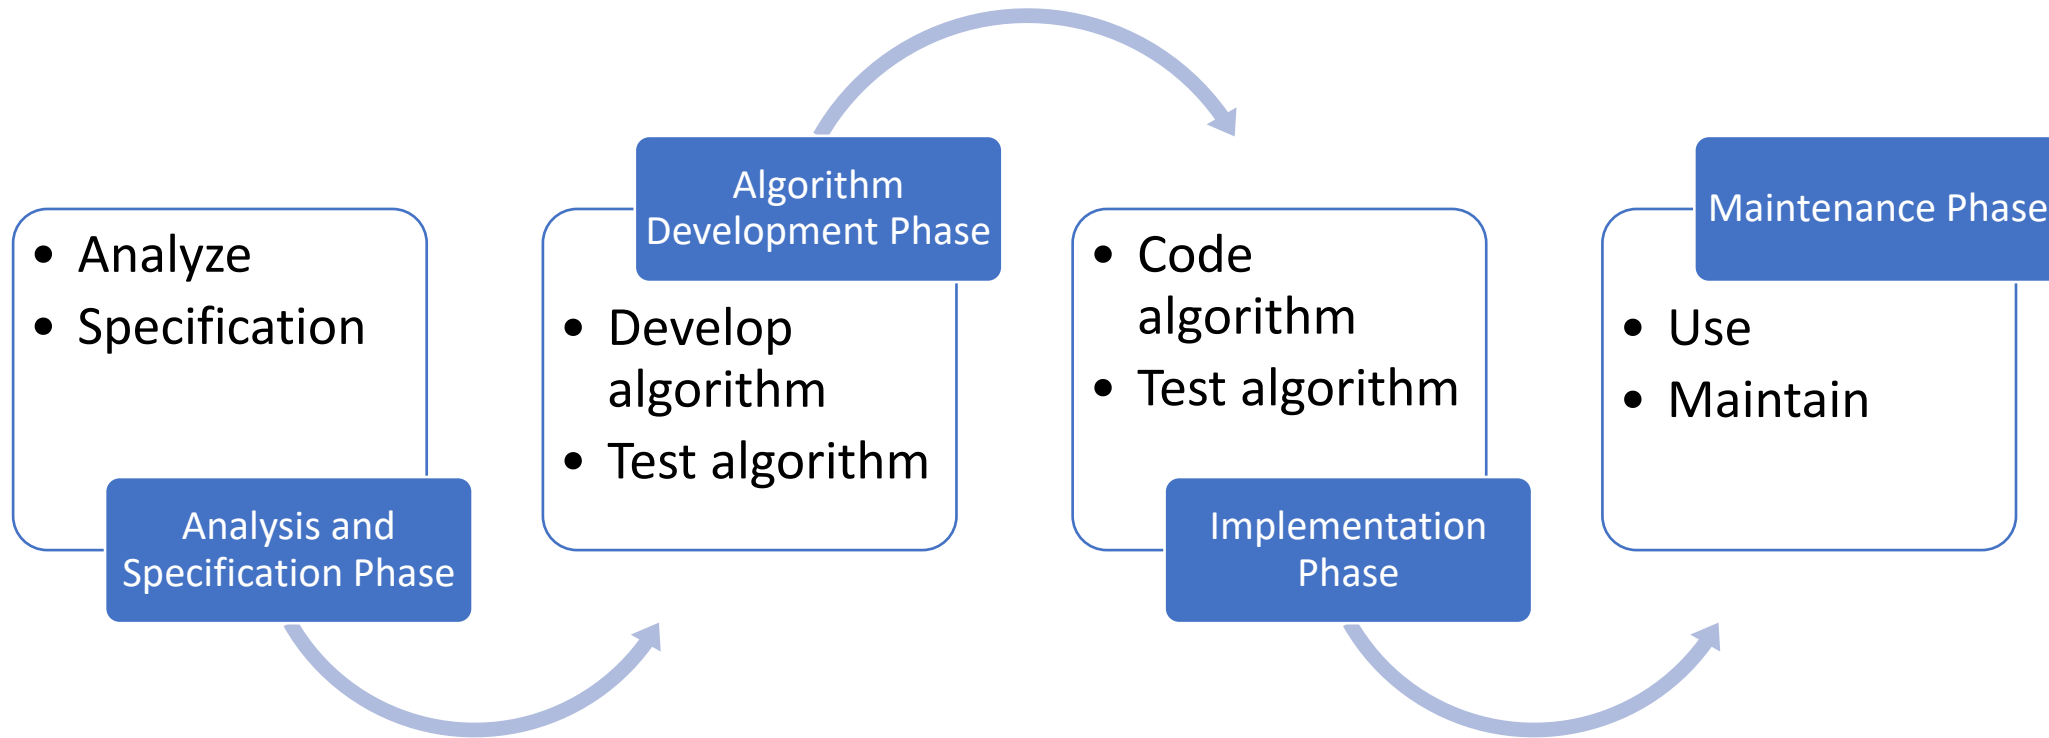 • Analyze
• Specification
Analysis and
Specification Phase
Algorithm
Development Phase
• Develop
algorithm
• Test algorithm
• Code
algorithm
• Test algorithm
Implementation
Phase
Maintenance Phase
• Use
• Maintain